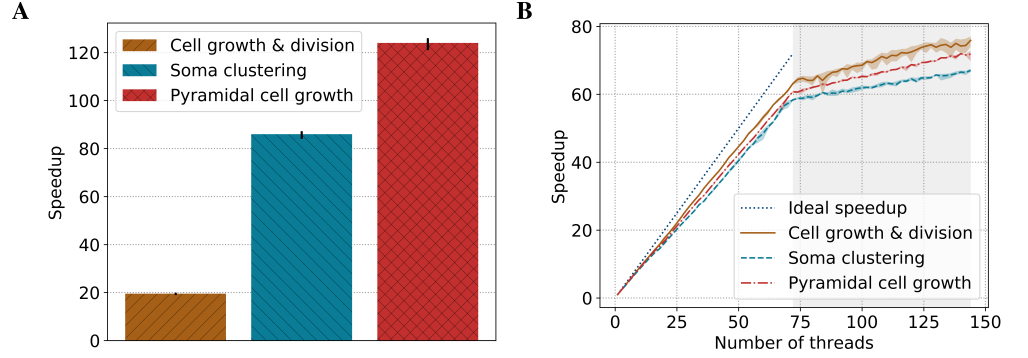 A
Speedup
0
20
40
60
80
100
120
Cell growth & division
Soma clustering
Pyramidal cell growth
B
Speedup
0
20
40
60
80
Ideal speedup
Cell growth & division
Soma clustering
Pyramidal cell growth
0 25 50 75 100 125 150
Number of threads